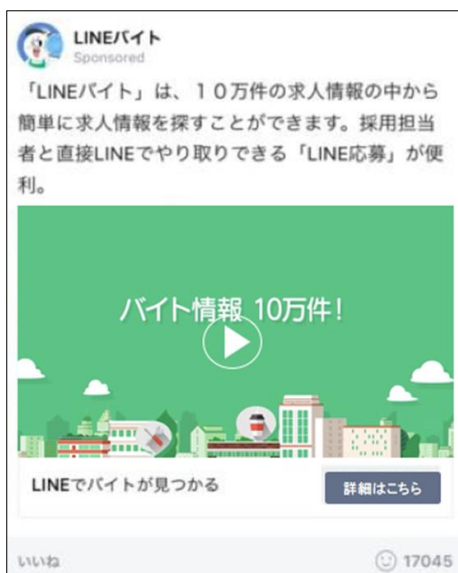 LINEバイト
Sponsored
「LINEバイト」は、１０万件の求人情報の中から
簡単に求人情報を探すことができます。採用担当
者と直接LINEでやり取りできる「LINE応募」が便
利。
バイト情報 10万件！
LINEでバイトが見つかる
詳細はこちら
いいね
17045